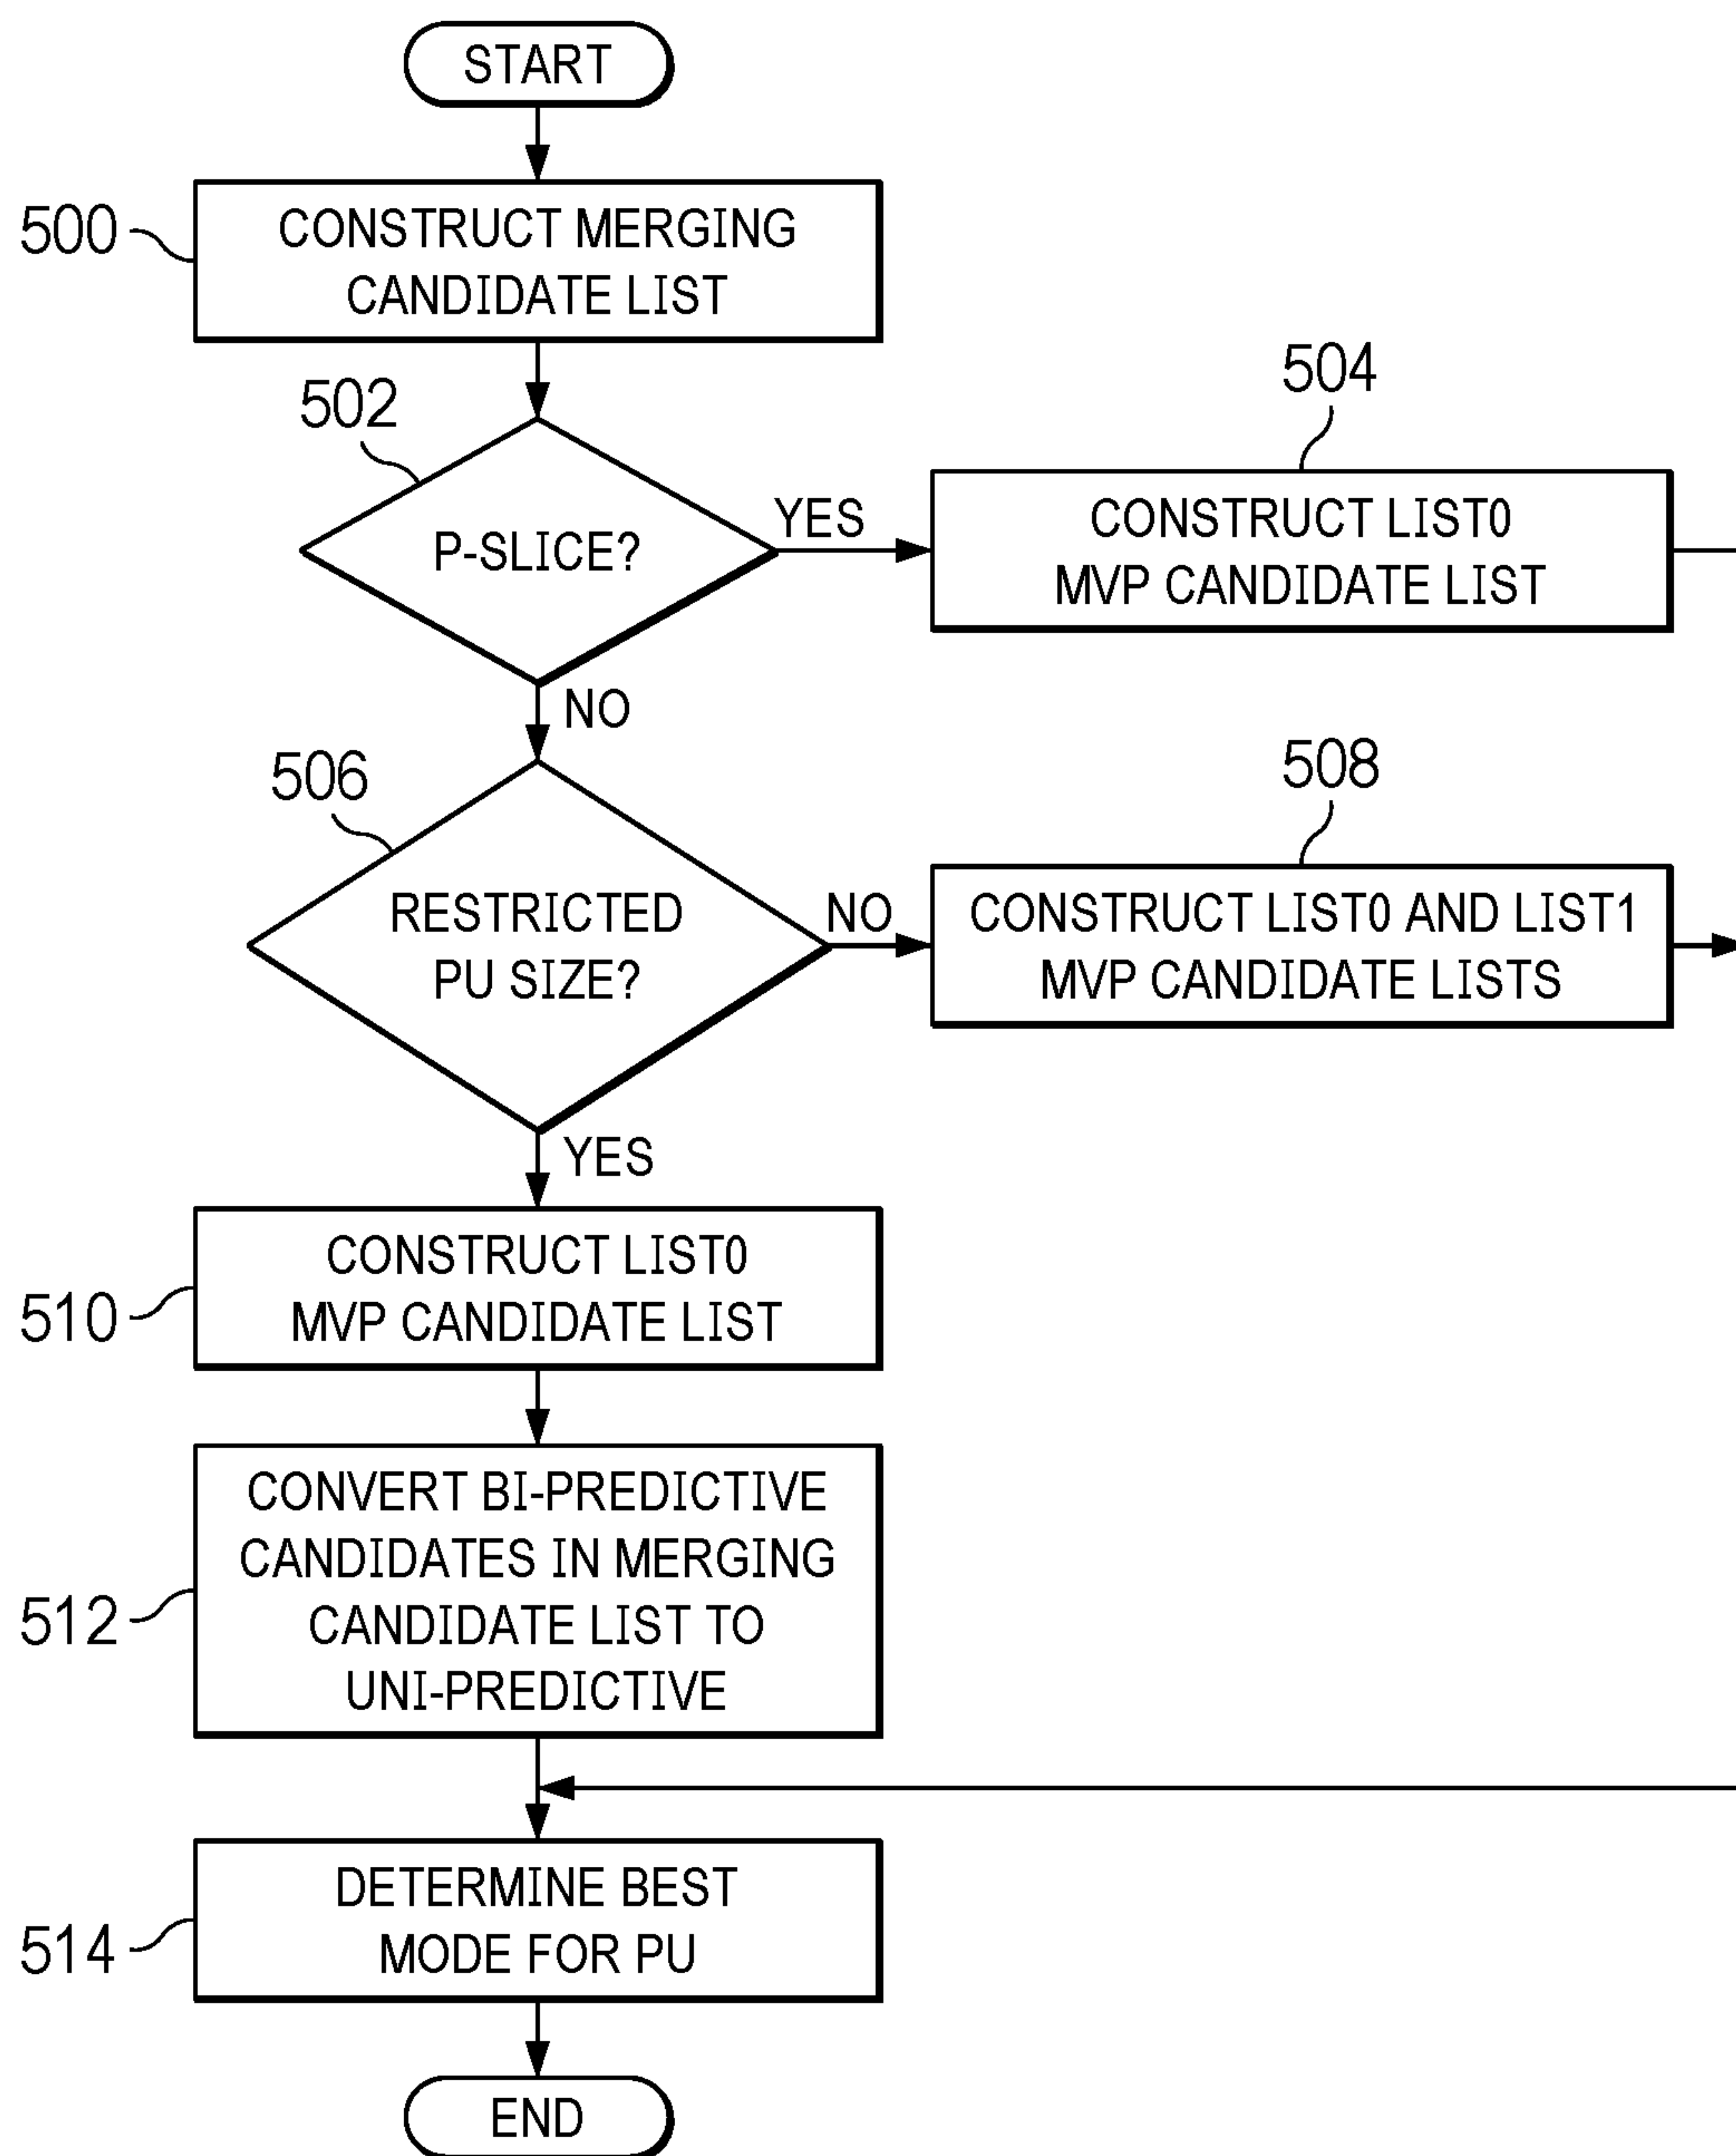 START
500
CONSTRUCT MERGING
CANDIDATE LIST
502
P-SLICE?
YES
504
CONSTRUCT LIST0
MVP CANDIDATE LIST
NO
506
RESTRICTED
PU SIZE?
NO
508
CONSTRUCT LIST0 AND LIST1
MVP CANDIDATE LISTS
YES
510
CONSTRUCT LIST0
MVP CANDIDATE LIST
512
CONVERT BI-PREDICTIVE
CANDIDATES IN MERGING
CANDIDATE LIST TO
UNI-PREDICTIVE
514
DETERMINE BEST
MODE FOR PU
END